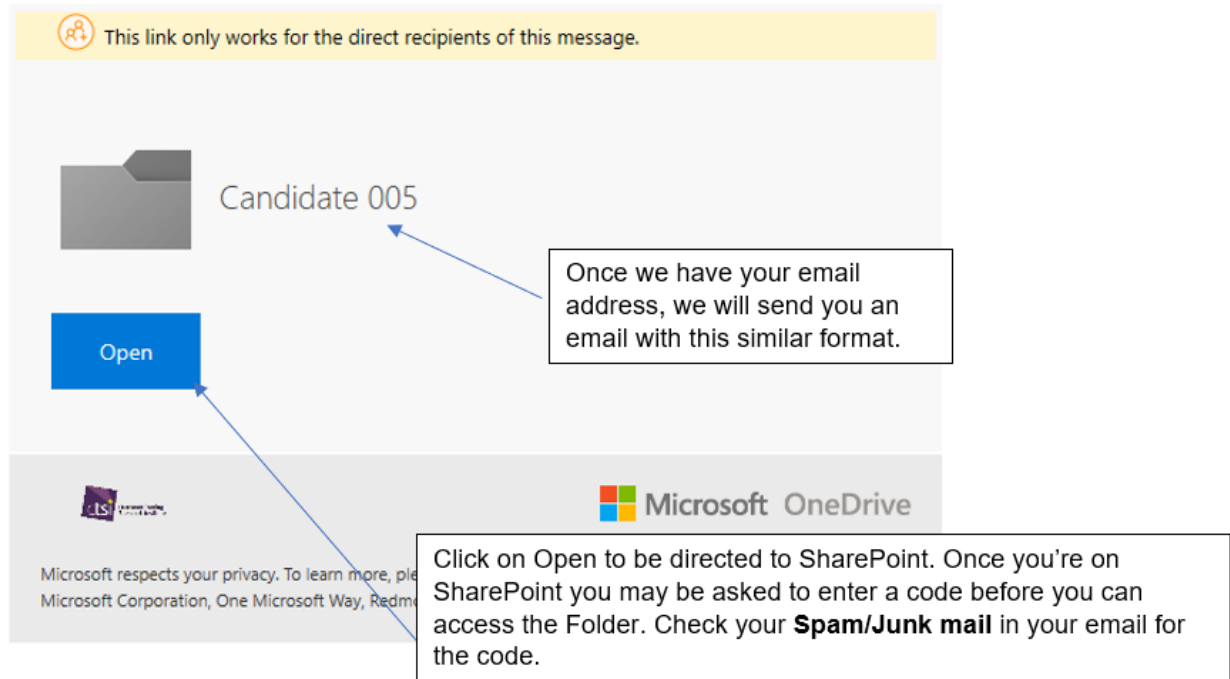 This link only works for the direct recipients of this message.
Candidate 005
Once we have your email
address, we will send you an
email with this similar format.
Open
ctsi
Microsoft OneDrive
Microsoft respects your privacy. To learn more,
Microsoft Corporation, One Microsoft Way,
Click on Open to be directed to SharePoint. Once you’re on
SharePoint you may be asked to enter a code before you can
access the Folder. Check your Spam/Junk mail in your email for
the code.